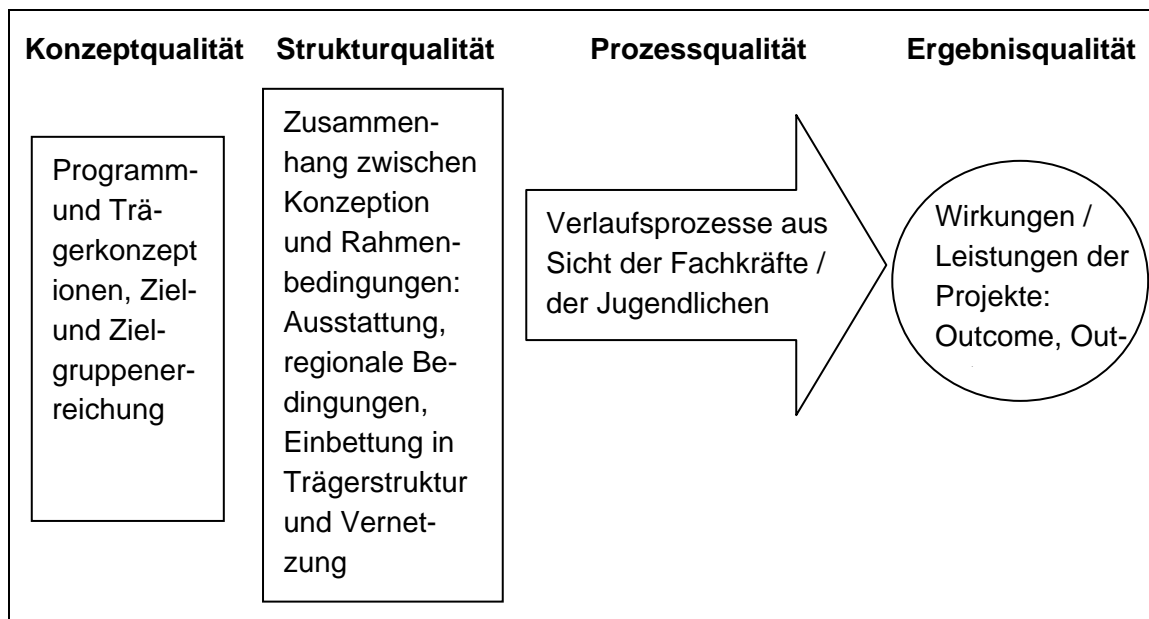 Konzeptqualität Strukturqualität Prozessqualität Ergebnisqualität
Programm-
und Trä-
gerkonzept
ionen, Ziel-
und Ziel-
gruppener-
reichung
Zusammen-
hang zwischen
Konzeption
und Rahmen-
bedingungen:
Ausstattung,
regionale Be-
dingungen,
Einbettung in
Trägerstruktur
und Vernet-
zung
Verlaufsprozesse aus
Sicht der Fachkräfte /
der Jugendlichen
Wirkungen /
Leistungen der
Projekte:
Outcome, Out-